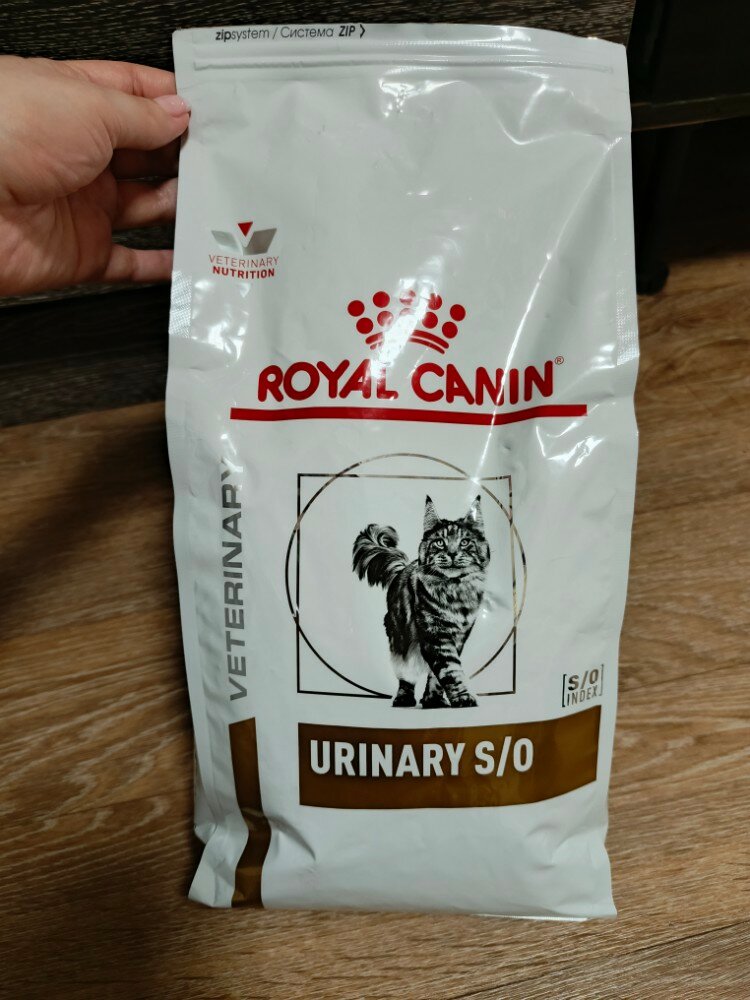 zipsystem / Система ZIP
VETERINARY
NUTRITION
ROYAL CANIN®
VETERINARY
S/O
INDEX
URINARY S/O